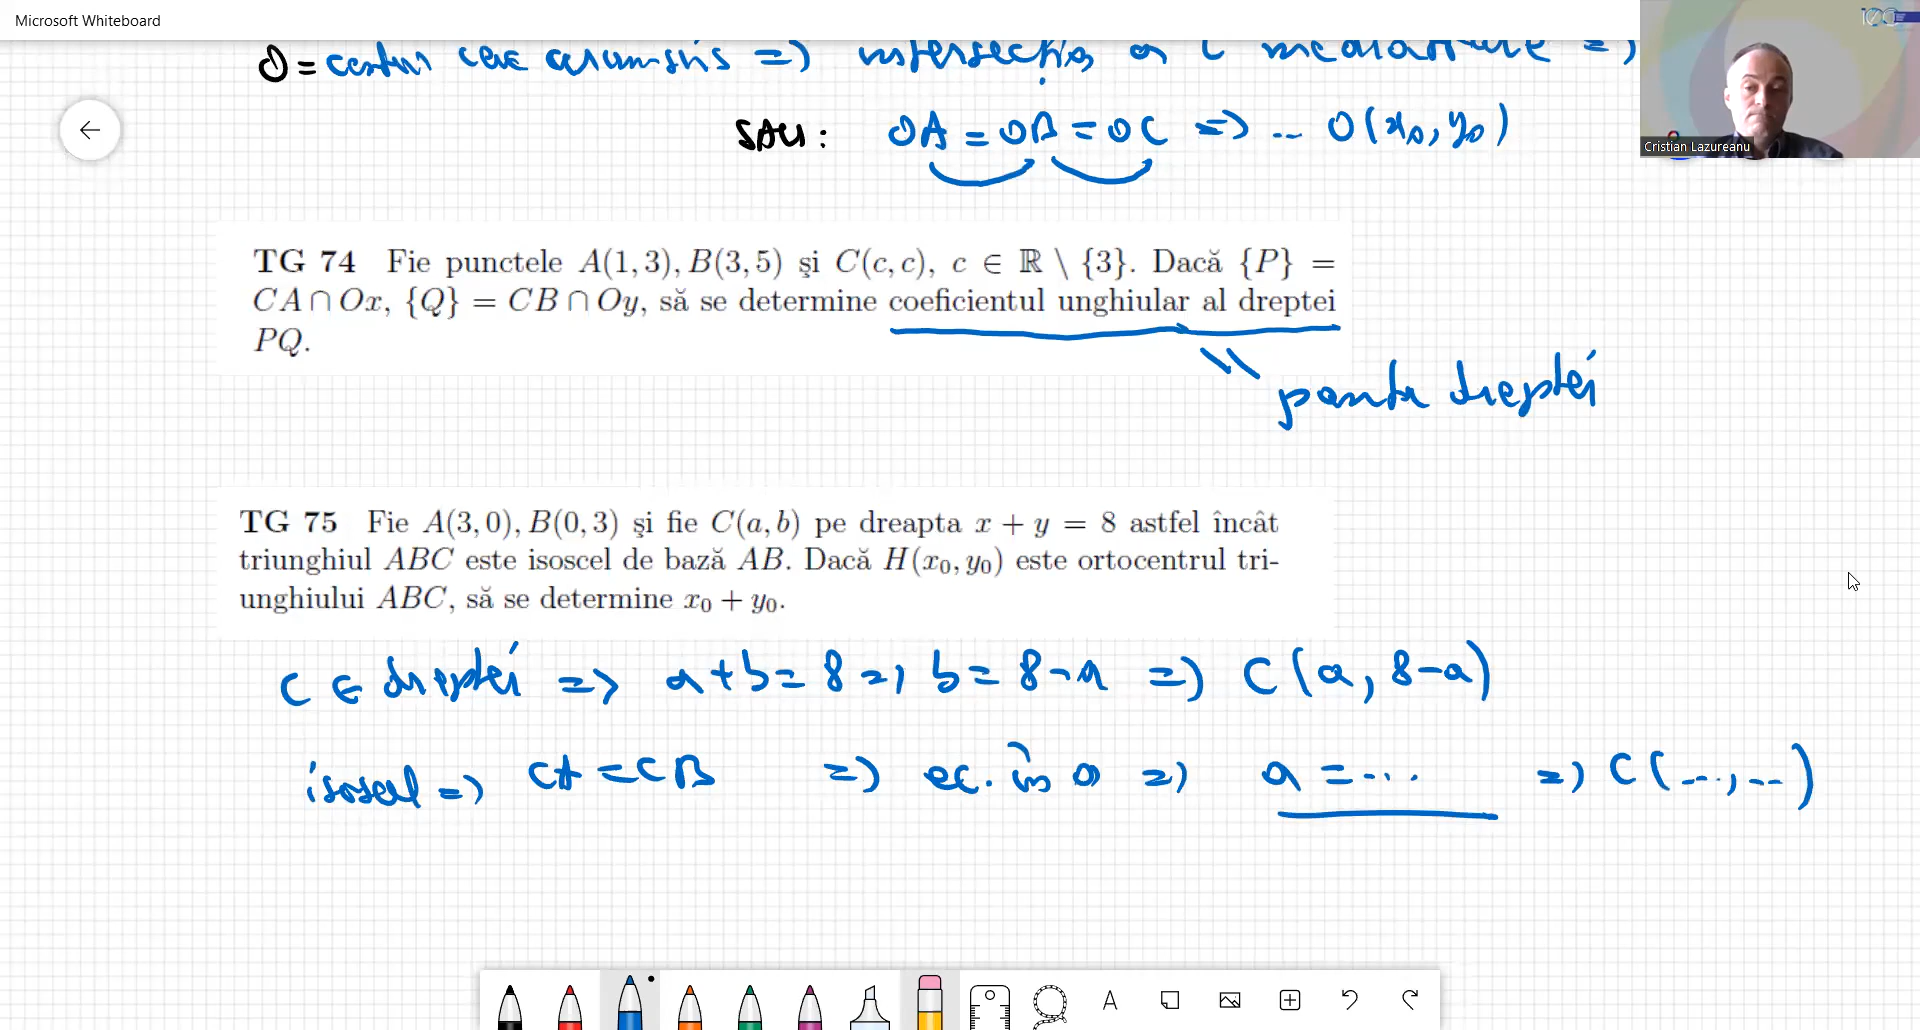 Microsoft Whiteboard
O = centrul cerc circumscris => intersecția a 2 mediatoare =>
SAU: OA = OB = OC => ... O(x₀, y₀)
Cristian Lazureanu
TG 74 Fie punctele A(1, 3), B(3, 5) şi C(c, c), c ∈ ℝ \ {3}. Dacă {P} =
CA ∩ Ox, {Q} = CB ∩ Oy, să se determine coeficientul unghiular al dreptei
PQ.
panta dreptei
TG 75 Fie A(3, 0), B(0, 3) şi fie C(a, b) pe dreapta x + y = 8 astfel încât
triunghiul ABC este isoscel de bază AB. Dacă H(x₀, y₀) este ortocentrul tri-
unghiului ABC, să se determine x₀ + y₀.
C ∈ dreptei => a + b = 8 => b = 8 - a => C(a, 8-a)
isoscel => CA = CB => ec. în a => a = ... => C(..., ...)